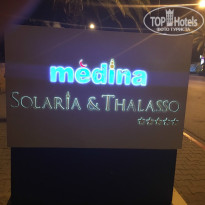 TOP HOTELS
ФОТО ТУРИСТА
medina
SOLARIA & THALASSO